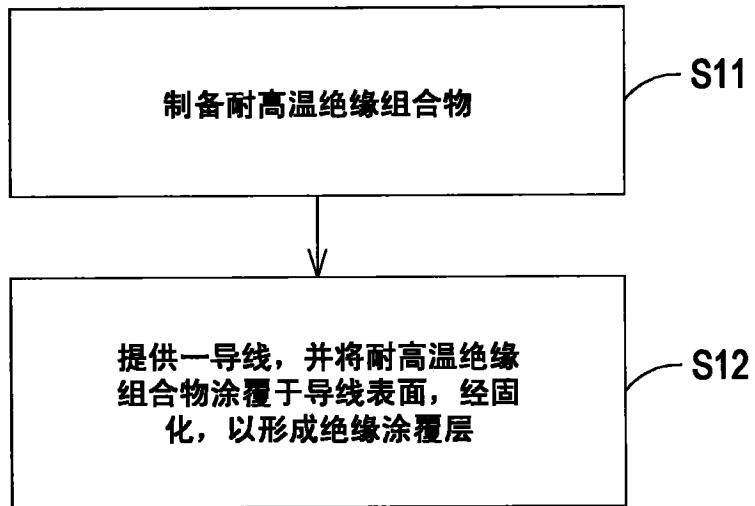 制备耐高温绝缘组合物
S11
提供一导线，并将耐高温绝缘
组合物涂覆于导线表面，经固
化，以形成绝缘涂覆层
S12